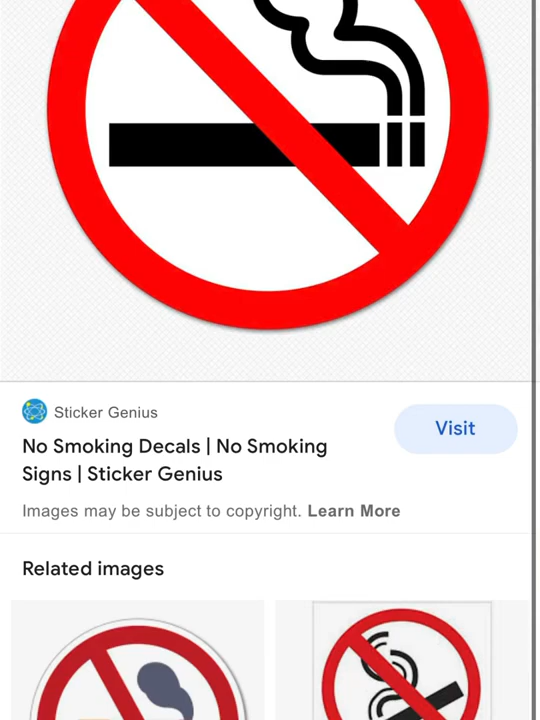 Sticker Genius
Visit
No Smoking Decals | No Smoking
Signs | Sticker Genius
Images may be subject to copyright. Learn More
Related images